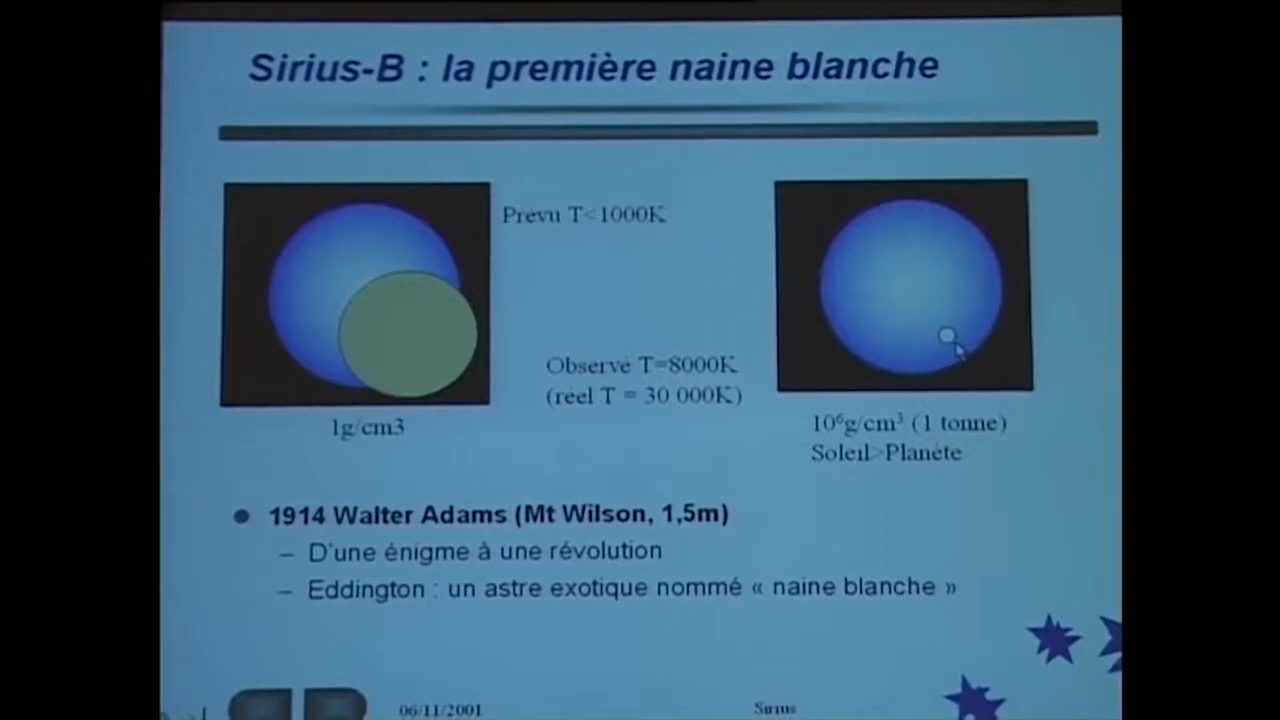 Sirius-B : la première naine blanche
Prévu T<1000K
Observé T=8000K
(réel T = 30 000K)
1g/cm3
10⁶g/cm³ (1 tonne)
Soleil>Planète
1914 Walter Adams (Mt Wilson, 1,5m)
– D'une énigme à une révolution
– Eddington : un astre exotique nommé « naine blanche »
06/11/2001
Sirius